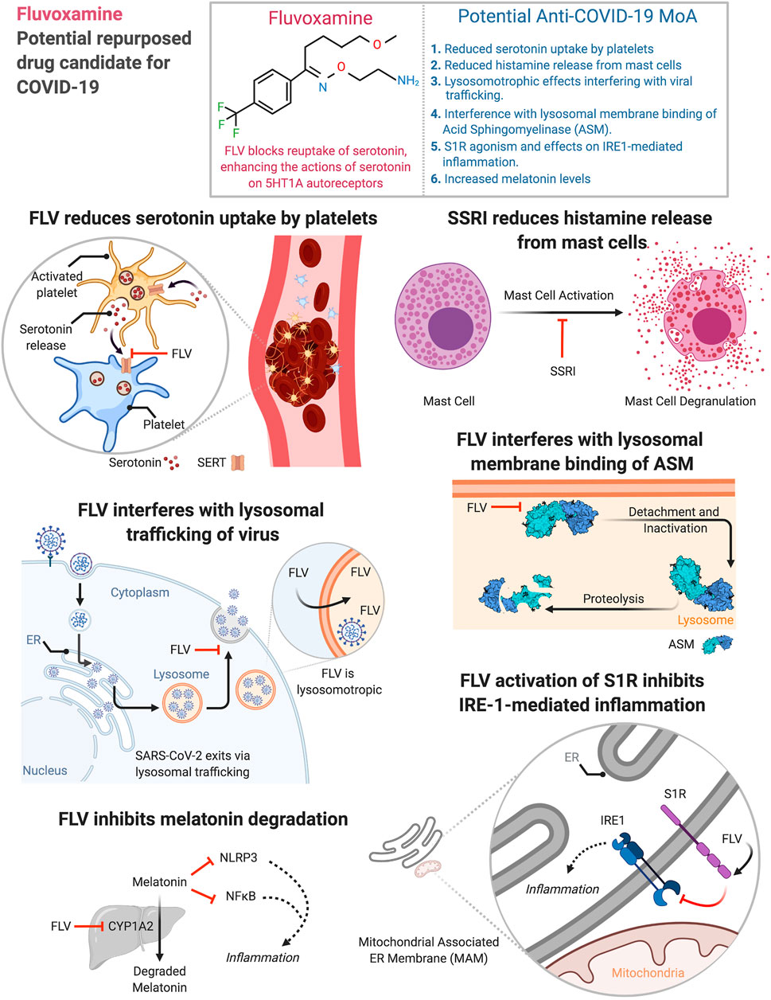 Fluvoxamine
Potential repurposed
drug candidate for
COVID-19
Fluvoxamine
O
O
N
NH₂
F
F
F
FLV blocks reuptake of serotonin,
enhancing the actions of serotonin
on 5HT1A autoreceptors
Potential Anti-COVID-19 MoA
1. Reduced serotonin uptake by platelets
2. Reduced histamine release from mast cells
3. Lysosomotrophic effects interfering with viral
trafficking.
4. Interference with lysosomal membrane binding of
Acid Sphingomyelinase (ASM).
5. S1R agonism and effects on IRE1-mediated
inflammation.
6. Increased melatonin levels
FLV reduces serotonin uptake by platelets
Activated
platelet
Serotonin
release
FLV
Platelet
Serotonin
SERT
SSRI reduces histamine release
from mast cells
Mast Cell Activation
SSRI
Mast Cell
Mast Cell Degranulation
FLV interferes with lysosomal
membrane binding of ASM
FLV
Detachment and
Inactivation
Proteolysis
Lysosome
ASM
FLV interferes with lysosomal
trafficking of virus
Cytoplasm
ER
FLV
Lysosome
FLV
FLV
FLV
FLV is
lysosomotropic
SARS-CoV-2 exits via
lysosomal trafficking
Nucleus
FLV activation of S1R inhibits
IRE-1-mediated inflammation
ER
S1R
IRE1
FLV
Inflammation
Mitochondrial Associated
ER Membrane (MAM)
Mitochondria
FLV inhibits melatonin degradation
NLRP3
Melatonin
NFκB
FLV
CYP1A2
Inflammation
Degraded
Melatonin